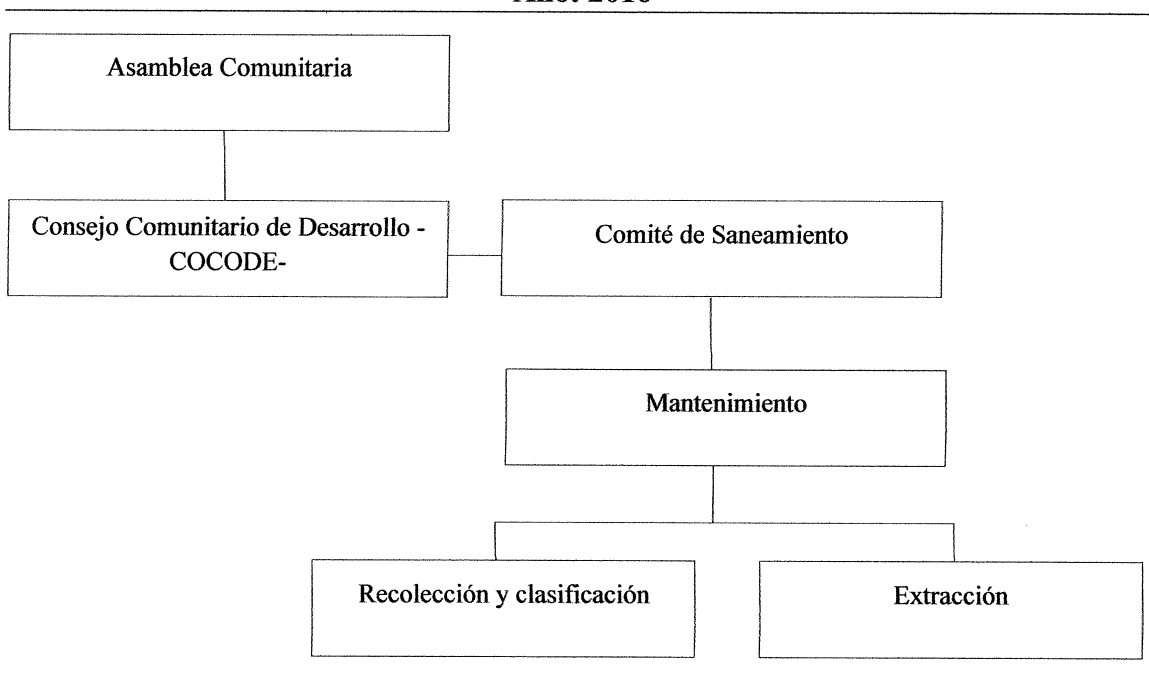 Asamblea Comunitaria
Consejo Comunitario de Desarrollo -
COCODE-
Comité de Saneamiento
Mantenimiento
Recolección y clasificación
Extracción